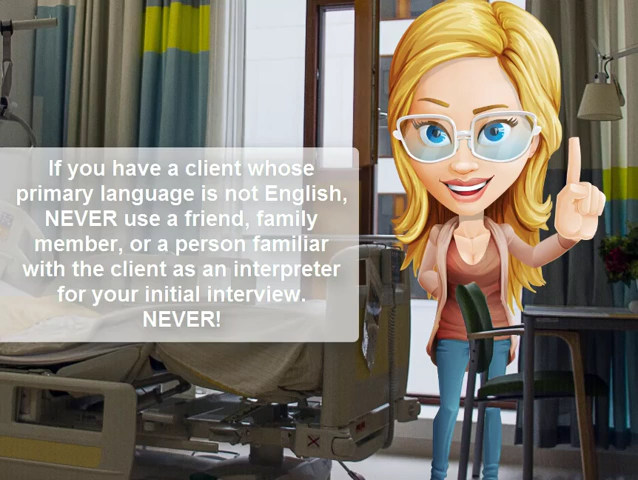 If you have a client whose
primary language is not English,
NEVER use a friend, family
member, or a person familiar
with the client as an interpreter
for your initial interview.
NEVER!